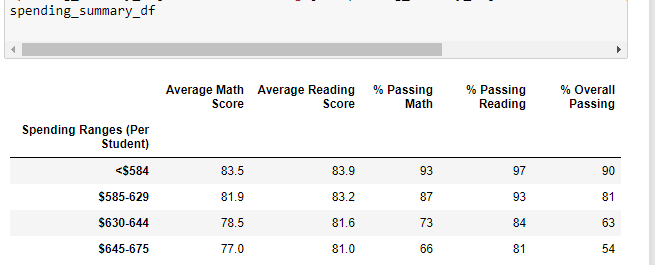 spending_summary_df
Average Math Average Reading % Passing % Passing % Overall
Score Score Math Reading Passing
Spending Ranges (Per
Student)
<$584 83.5 83.9 93 97 90
$585-629 81.9 83.2 87 93 81
$630-644 78.5 81.6 73 84 63
$645-675 77.0 81.0 66 81 54